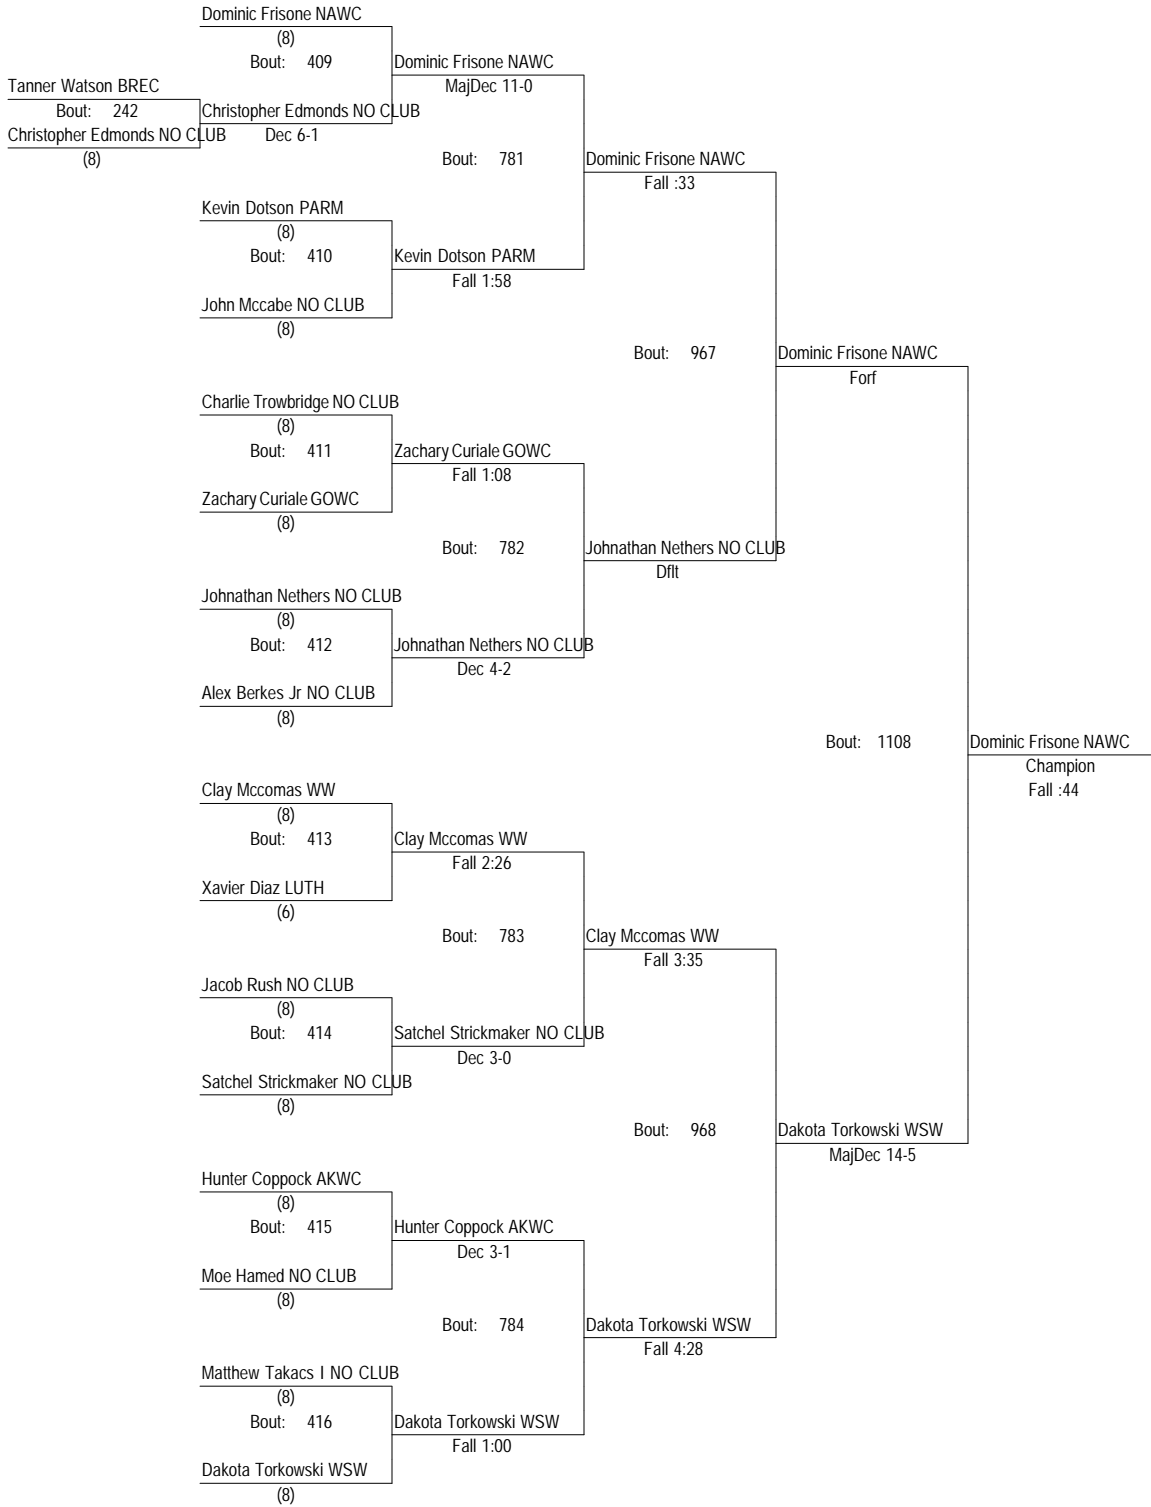 Dominic Frisone NAWC
(8)
Bout: 409
Dominic Frisone NAWC
MajDec 11-0
Tanner Watson BREC
Bout: 242
Christopher Edmonds NO CLUB
Christopher Edmonds NO CLUB
Dec 6-1
(8)
Bout: 781
Dominic Frisone NAWC
Fall :33
Kevin Dotson PARM
(8)
Bout: 410
Kevin Dotson PARM
Fall 1:58
John Mccabe NO CLUB
(8)
Bout: 967
Dominic Frisone NAWC
Forf
Charlie Trowbridge NO CLUB
(8)
Bout: 411
Zachary Curiale GOWC
Fall 1:08
Zachary Curiale GOWC
(8)
Bout: 782
Johnathan Nethers NO CLUB
Dflt
Johnathan Nethers NO CLUB
(8)
Bout: 412
Johnathan Nethers NO CLUB
Dec 4-2
Alex Berkes Jr NO CLUB
(8)
Bout: 1108
Dominic Frisone NAWC
Champion
Fall :44
Clay Mccomas WW
(8)
Bout: 413
Clay Mccomas WW
Fall 2:26
Xavier Diaz LUTH
(6)
Bout: 783
Clay Mccomas WW
Fall 3:35
Jacob Rush NO CLUB
(8)
Bout: 414
Satchel Strickmaker NO CLUB
Dec 3-0
Satchel Strickmaker NO CLUB
(8)
Bout: 968
Dakota Torkowski WSW
MajDec 14-5
Hunter Coppock AKWC
(8)
Bout: 415
Hunter Coppock AKWC
Dec 3-1
Moe Hamed NO CLUB
(8)
Bout: 784
Dakota Torkowski WSW
Fall 4:28
Matthew Takacs I NO CLUB
(8)
Bout: 416
Dakota Torkowski WSW
Fall 1:00
Dakota Torkowski WSW
(8)